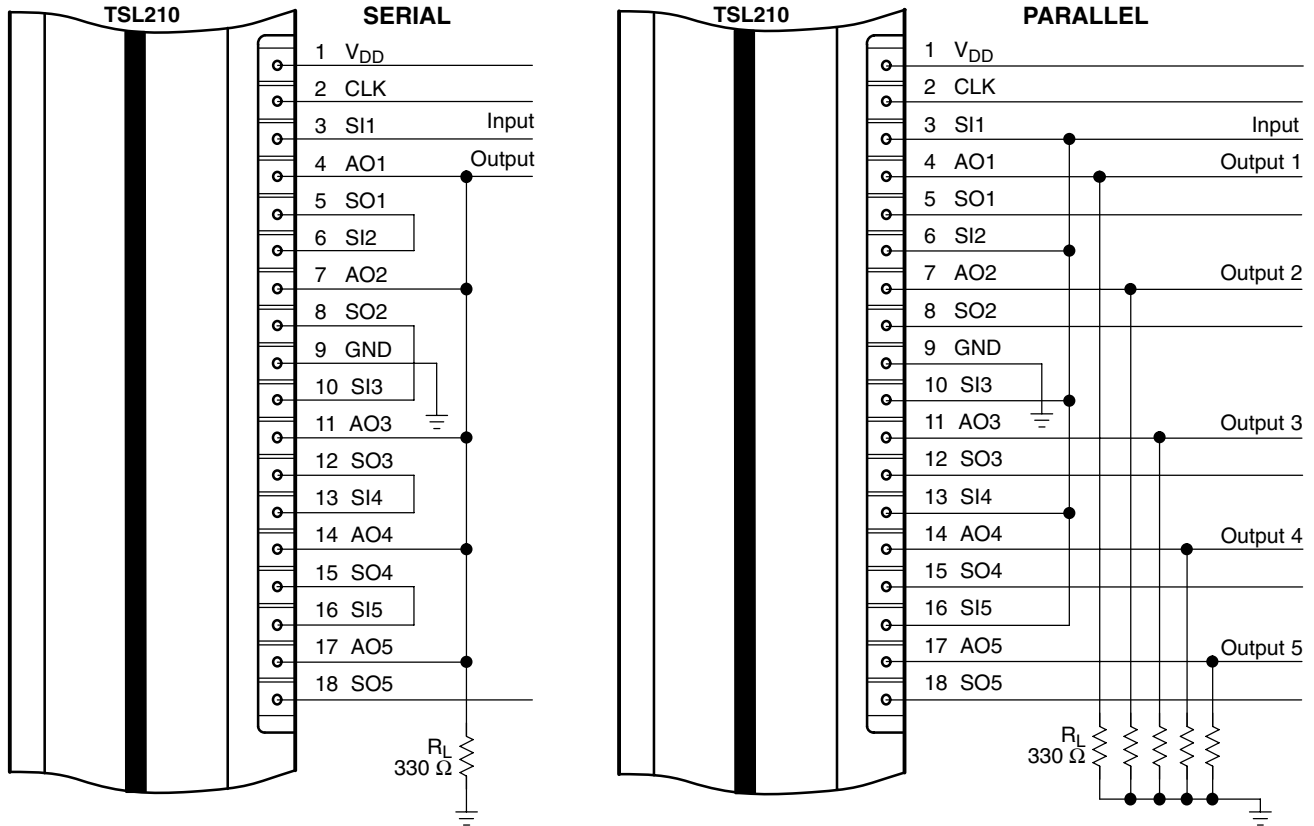 TSL210 SERIAL
1 VDD
2 CLK
3 SI1 Input
4 AO1 Output
5 SO1
6 SI2
7 AO2
8 SO2
9 GND
10 SI3
11 AO3
12 SO3
13 SI4
14 AO4
15 SO4
16 SI5
17 AO5
18 SO5
RL
330 Ω
TSL210 PARALLEL
1 VDD
2 CLK
3 SI1 Input
4 AO1 Output 1
5 SO1
6 SI2
7 AO2 Output 2
8 SO2
9 GND
10 SI3
11 AO3 Output 3
12 SO3
13 SI4
14 AO4 Output 4
15 SO4
16 SI5
17 AO5 Output 5
18 SO5
RL
330 Ω